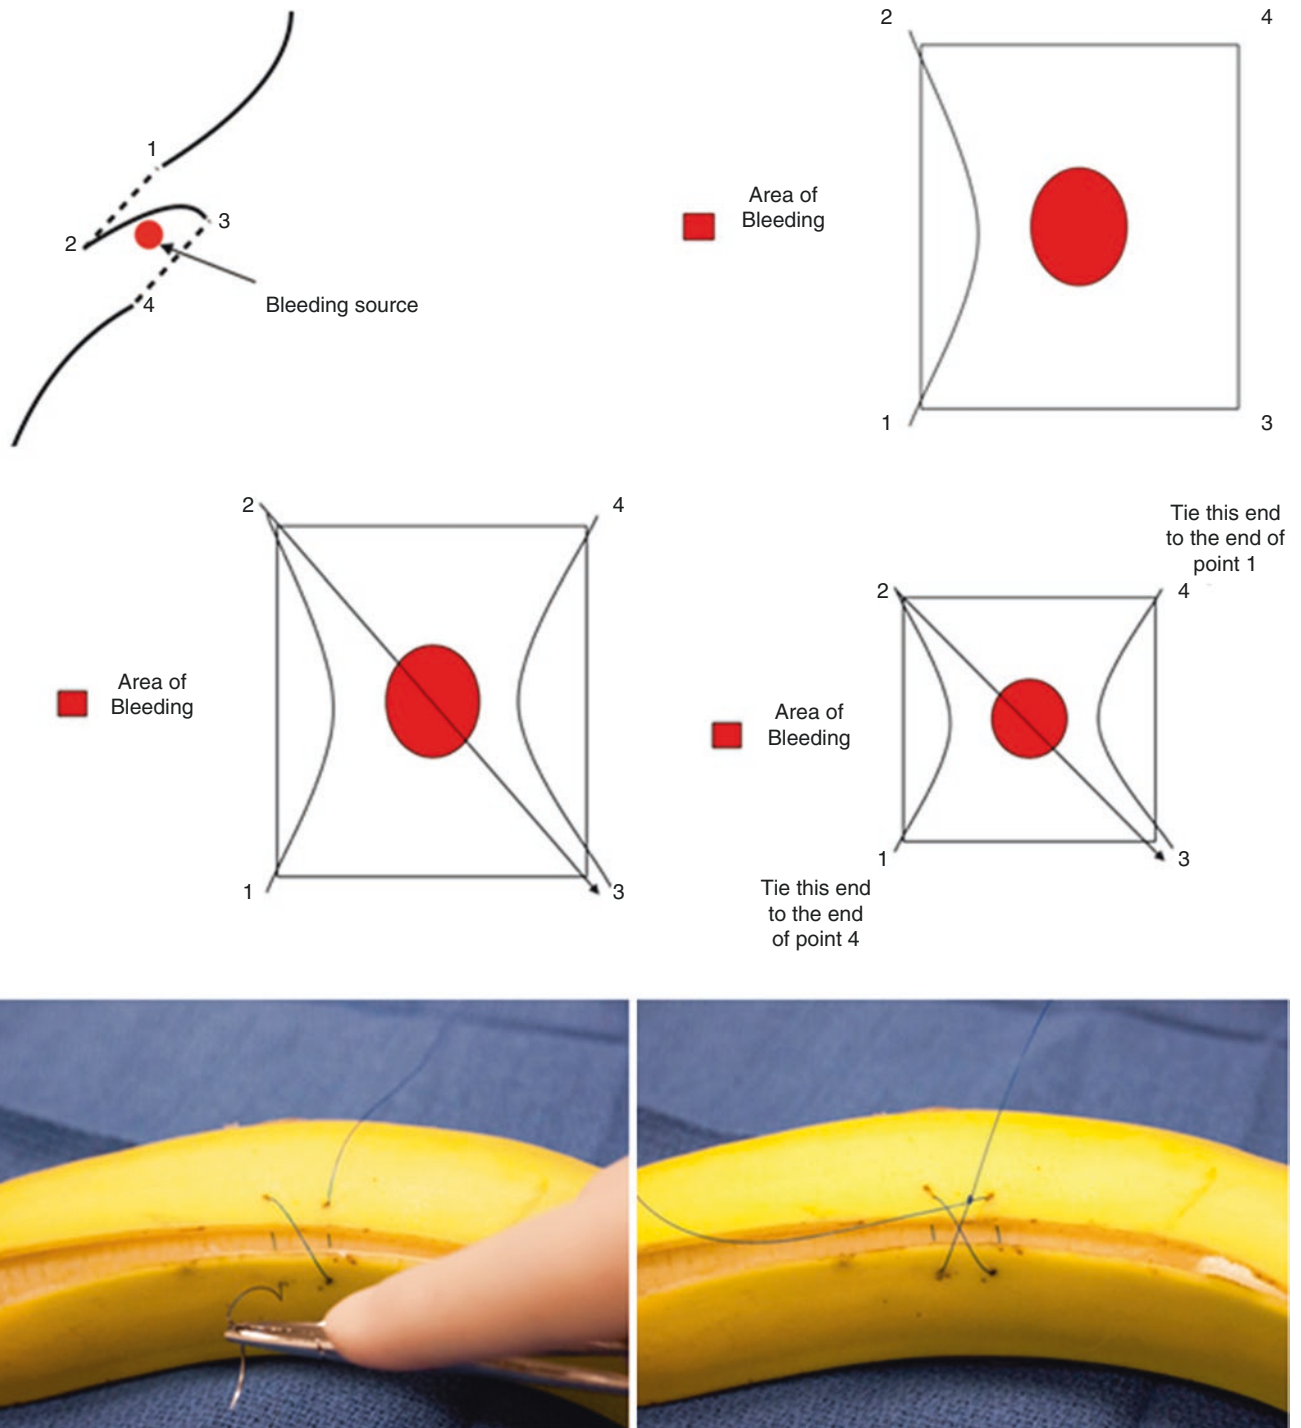 1
2
3
4
Bleeding source
2
4
Area of
Bleeding
1
3
2
4
Area of
Bleeding
1
3
Tie this end
to the end of
point 1
2
4
Area of
Bleeding
1
3
Tie this end
to the end
of point 4